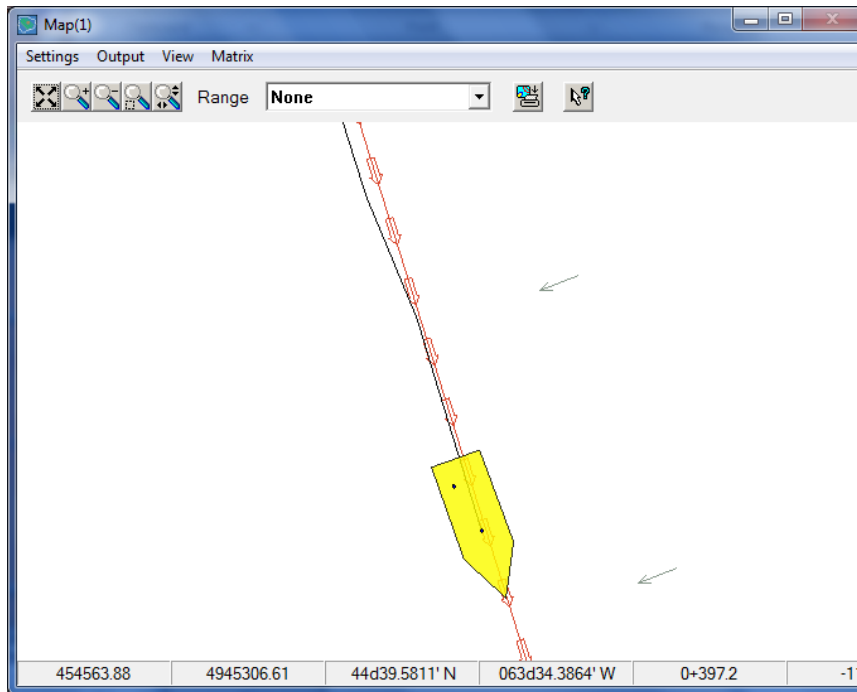 Map(1)
Settings Output View Matrix
Range None
454563.88 4945306.61 44d39.5811' N 063d34.3864' W 0+397.2